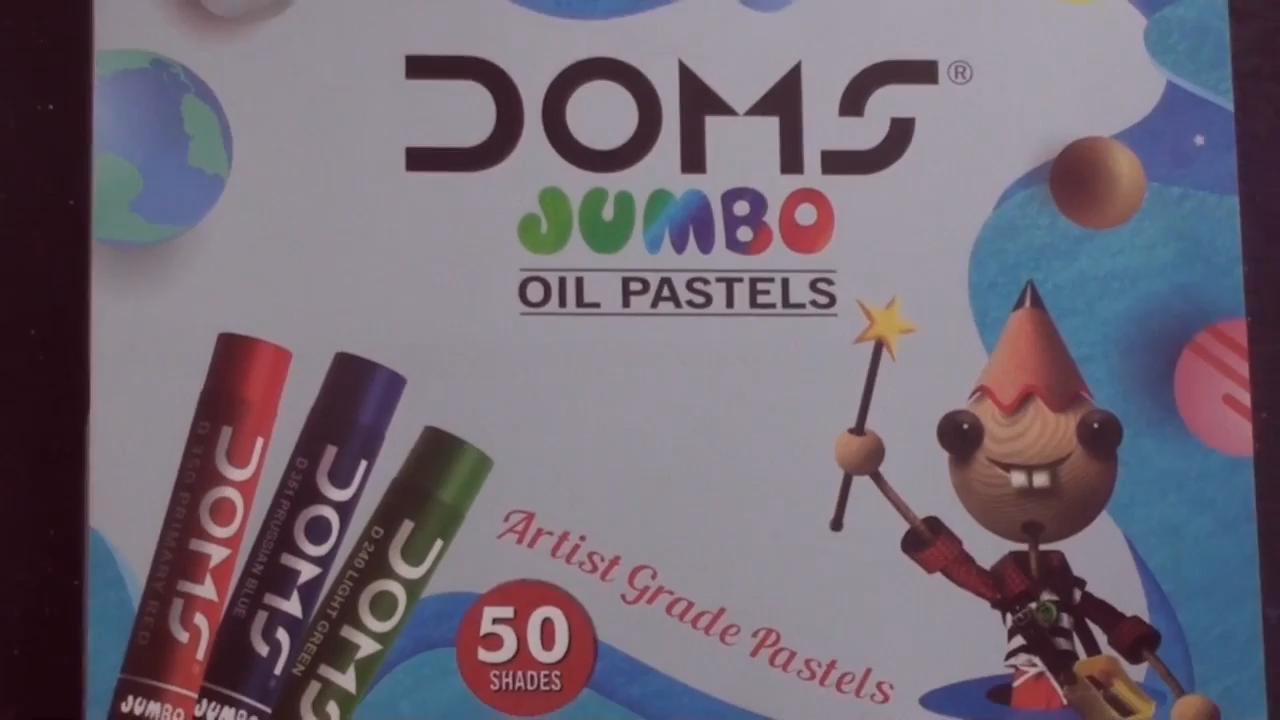 DOMS®
JUMBO
OIL PASTELS
DOMS
D 350 PRIMARY RED
JUMBO
DOMS
D 351 PRUSSIAN BLUE
JUMBO
DOMS
D 240 LIGHT GREEN
Artist Grade Pastels
50
SHADES